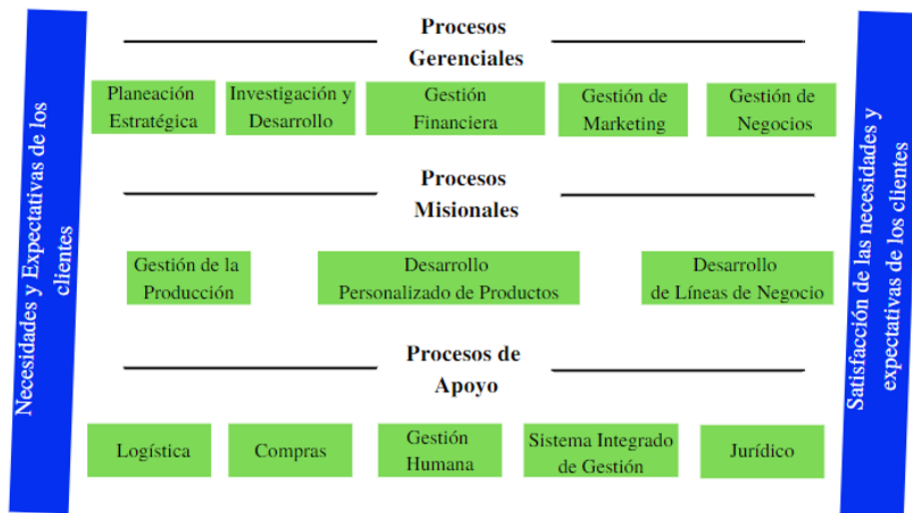 Necesidades y Expectativas de los
clientes
Procesos
Gerenciales
Planeación
Estratégica
Investigación y
Desarrollo
Gestión
Financiera
Gestión de
Marketing
Gestión de
Negocios
Procesos
Misionales
Gestión de la
Producción
Desarrollo
Personalizado de Productos
Desarrollo
de Líneas de Negocio
Procesos de
Apoyo
Logística
Compras
Gestión
Humana
Sistema Integrado
de Gestión
Jurídico
Satisfacción de las necesidades y
expectativas de los clientes